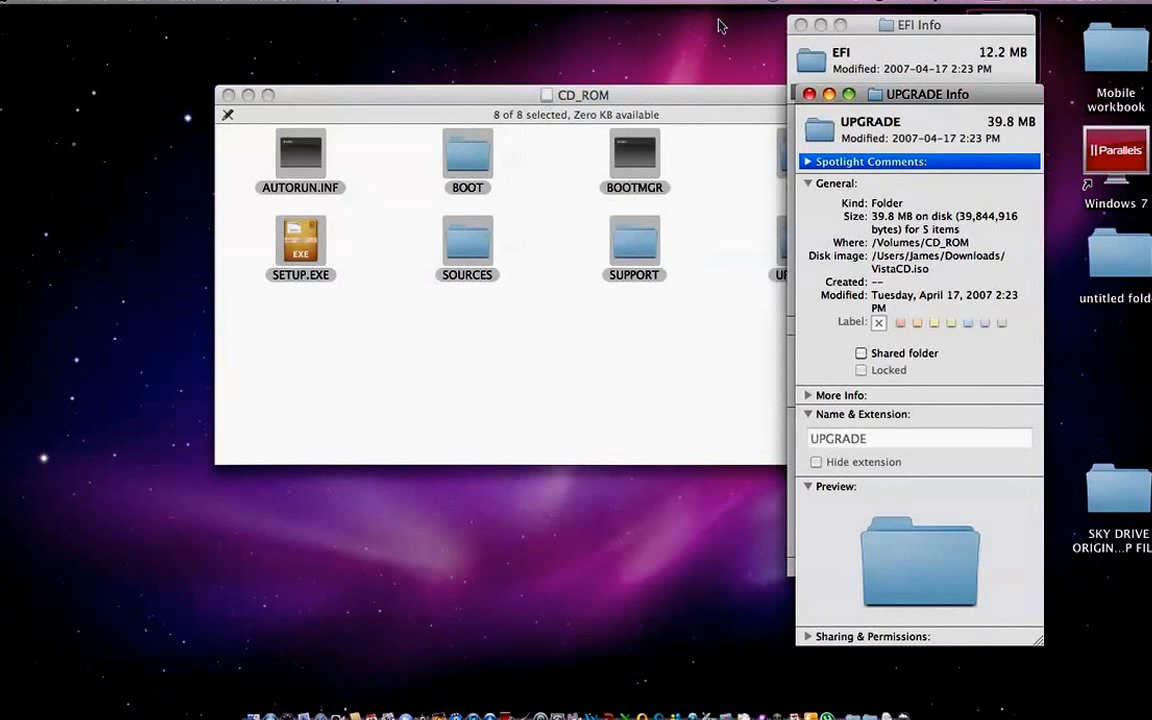 EFI Info
EFI 12.2 MB
Modified: 2007-04-17 2:23 PM
CD_ROM
8 of 8 selected, Zero KB available
AUTORUN.INF
BOOT
BOOTMGR
SETUP.EXE
EXE
SOURCES
SUPPORT
UPGRADE Info
UPGRADE 39.8 MB
Modified: 2007-04-17 2:23 PM
Spotlight Comments:
General:
Kind: Folder
Size: 39.8 MB on disk (39,844,916
bytes) for 5 items
Where: /Volumes/CD_ROM
Disk image: /Users/James/Downloads/
VistaCD.iso
Created: --
Modified: Tuesday, April 17, 2007 2:23
PM
Label:
Shared folder
Locked
More Info:
Name & Extension:
UPGRADE
Hide extension
Preview:
Sharing & Permissions:
Mobile
workbook
Parallels
Windows 7
untitled fold
SKY DRIVE
ORIGIN...P FIL